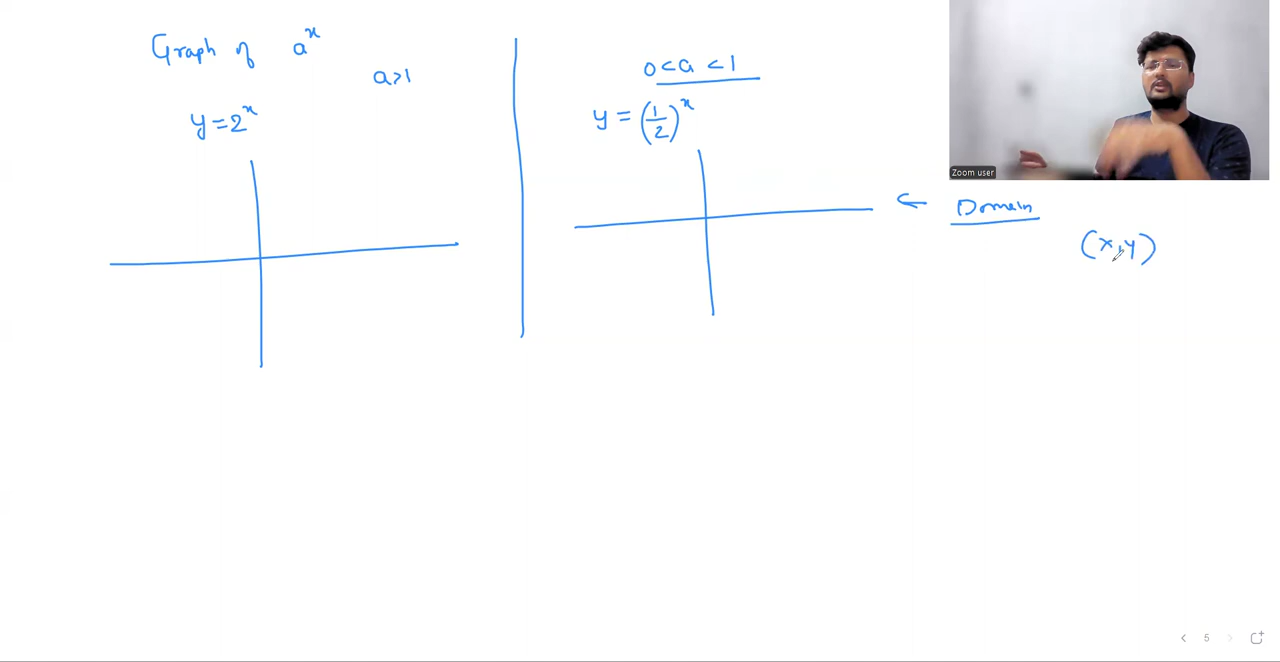 Graph of a^x
a>1
y=2^x
0<a<1
y=(1/2)^x
Zoom user
← Domain
(x,y)
5